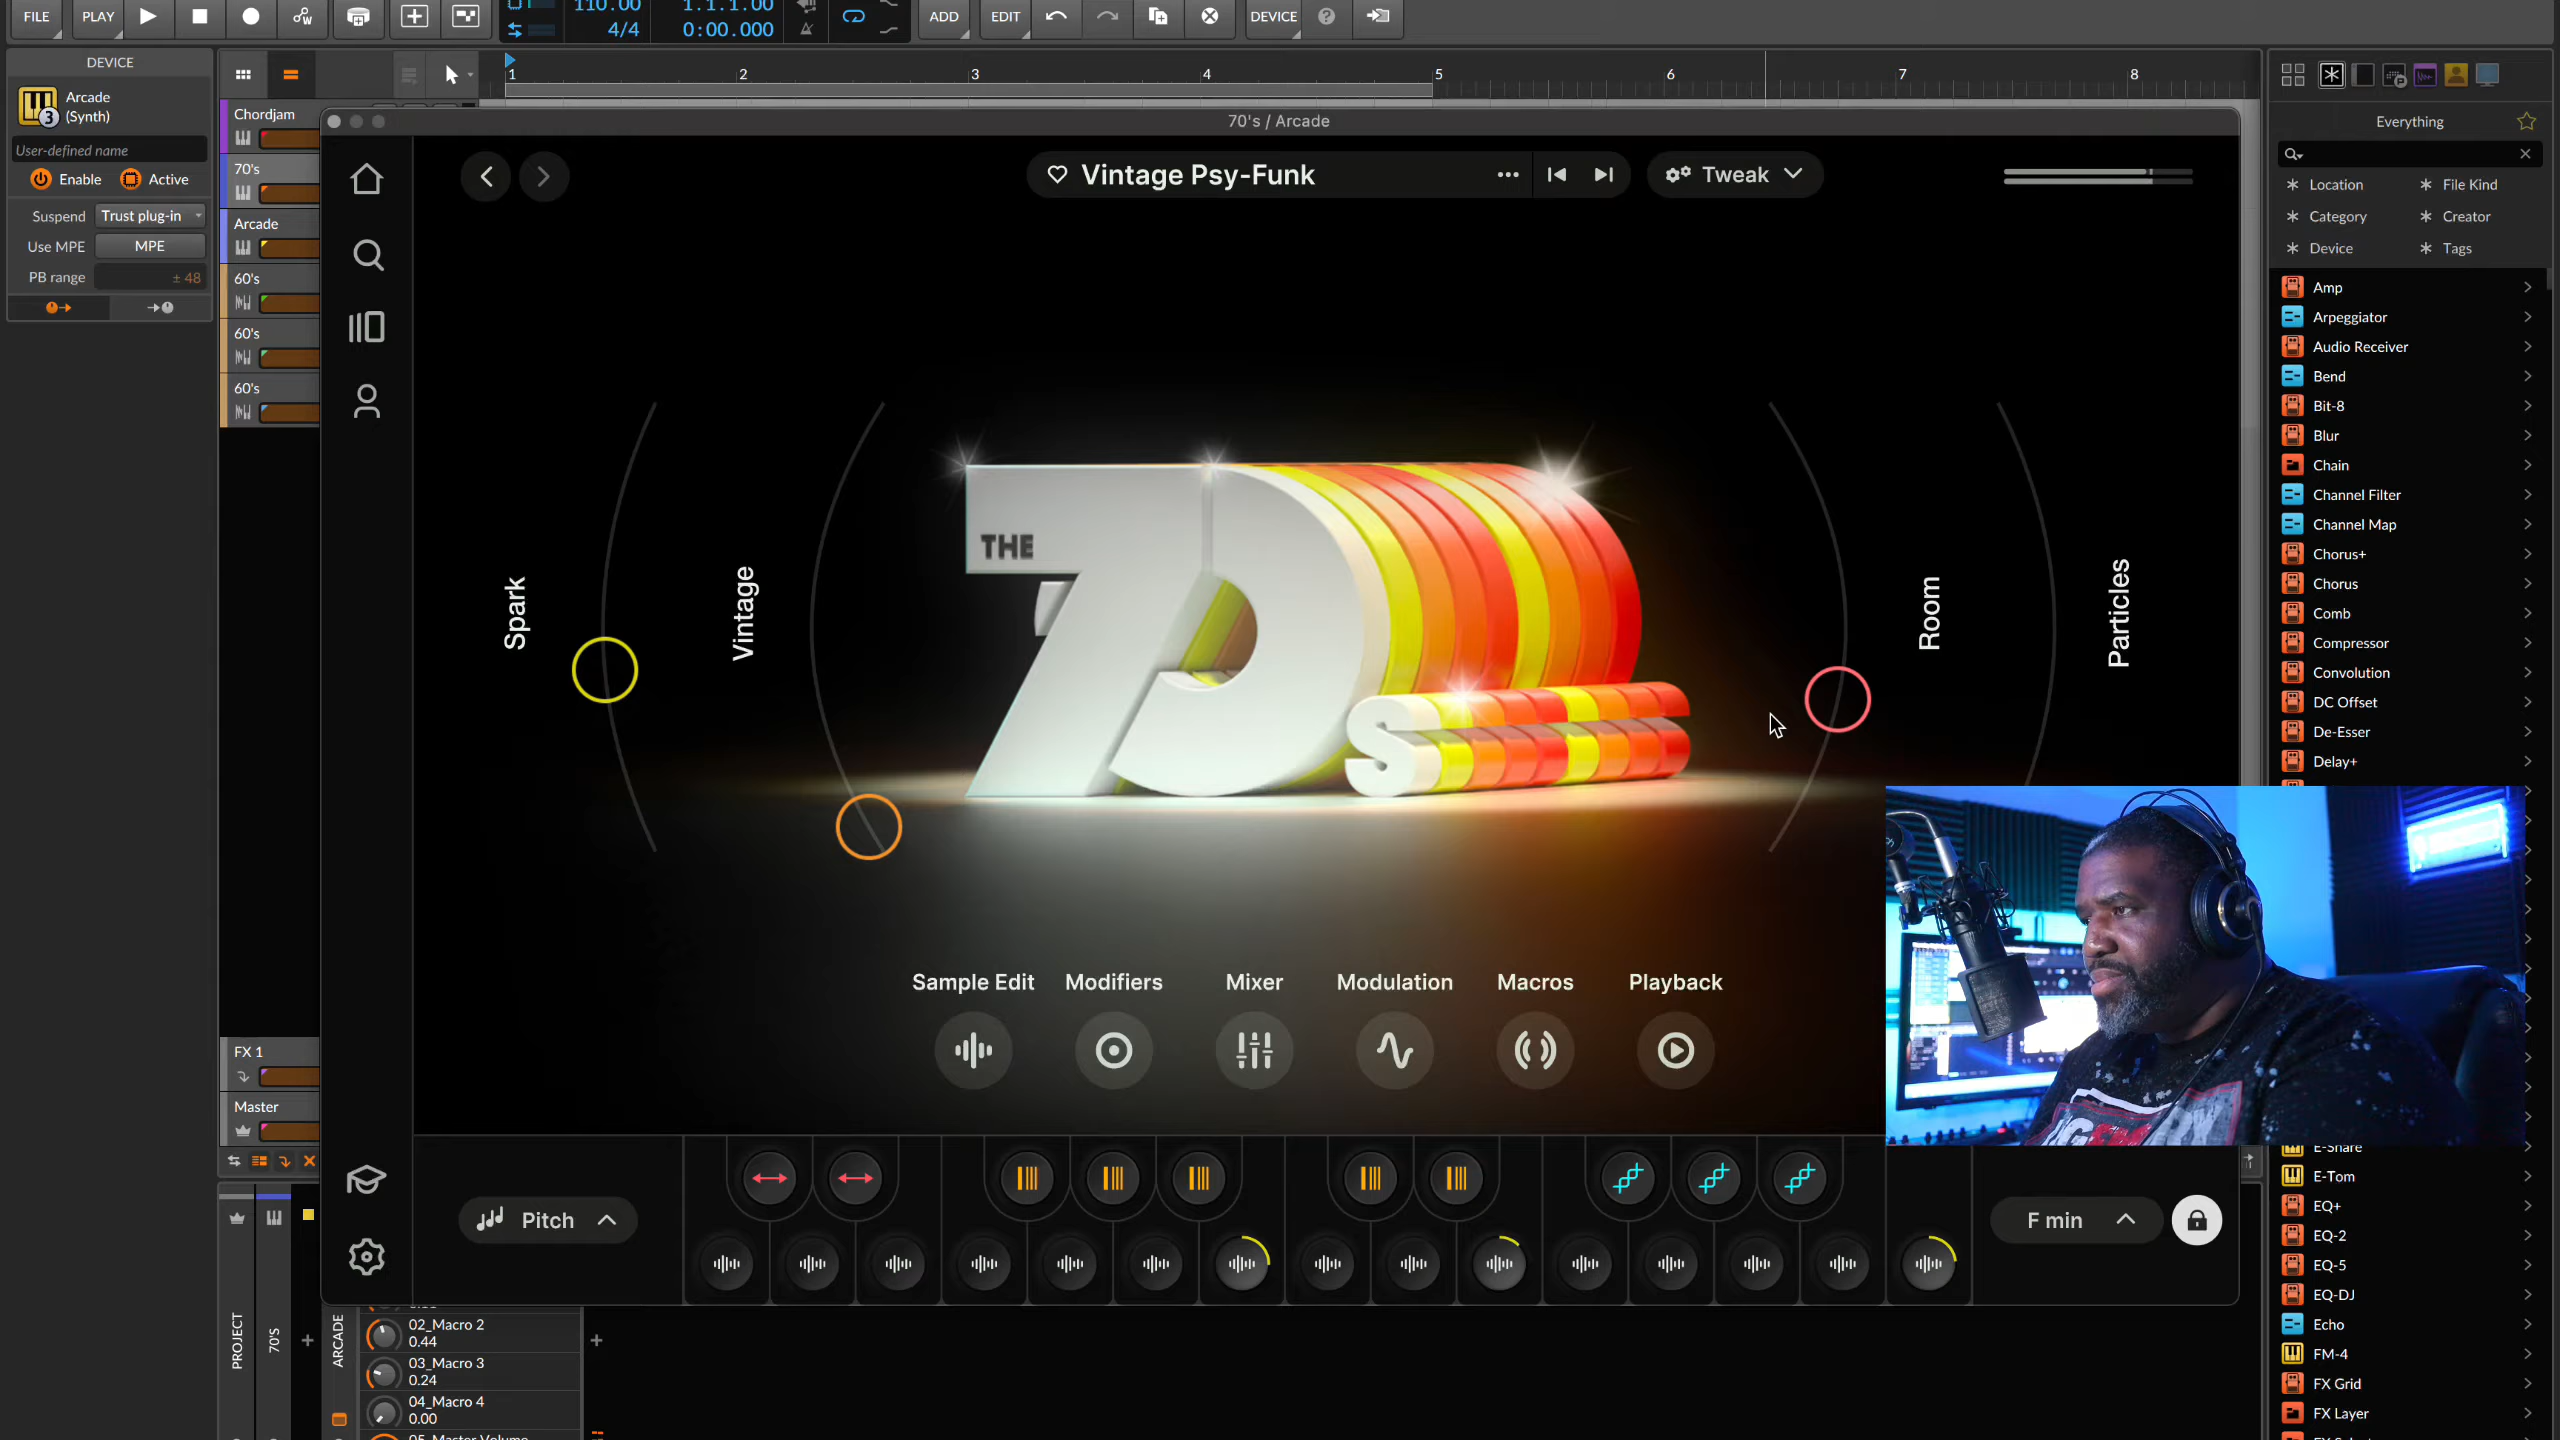 FILE PLAY ADD EDIT DEVICE
110.00 1.1.1.00
4/4 0:00.000
DEVICE
Arcade
(Synth)
User-defined name
Enable Active
Suspend Trust plug-in
Use MPE MPE
PB range ± 48
1 2 3 4 5 6 7 8
Chordjam
70's
Arcade
60's
60's
60's
FX 1
Master
70's / Arcade
Vintage Psy-Funk
Tweak
Spark
Vintage
THE
70s
Room
Particles
Sample Edit Modifiers Mixer Modulation Macros Playback
Pitch
F min
PROJECT
70'S
ARCADE
02_Macro 2
0.44
03_Macro 3
0.24
04_Macro 4
0.00
Everything
Location File Kind
Category Creator
Device Tags
Amp
Arpeggiator
Audio Receiver
Bend
Bit-8
Blur
Chain
Channel Filter
Channel Map
Chorus+
Chorus
Comb
Compressor
Convolution
DC Offset
De-Esser
Delay+
E-Snare
E-Tom
EQ+
EQ-2
EQ-5
EQ-DJ
Echo
FM-4
FX Grid
FX Layer